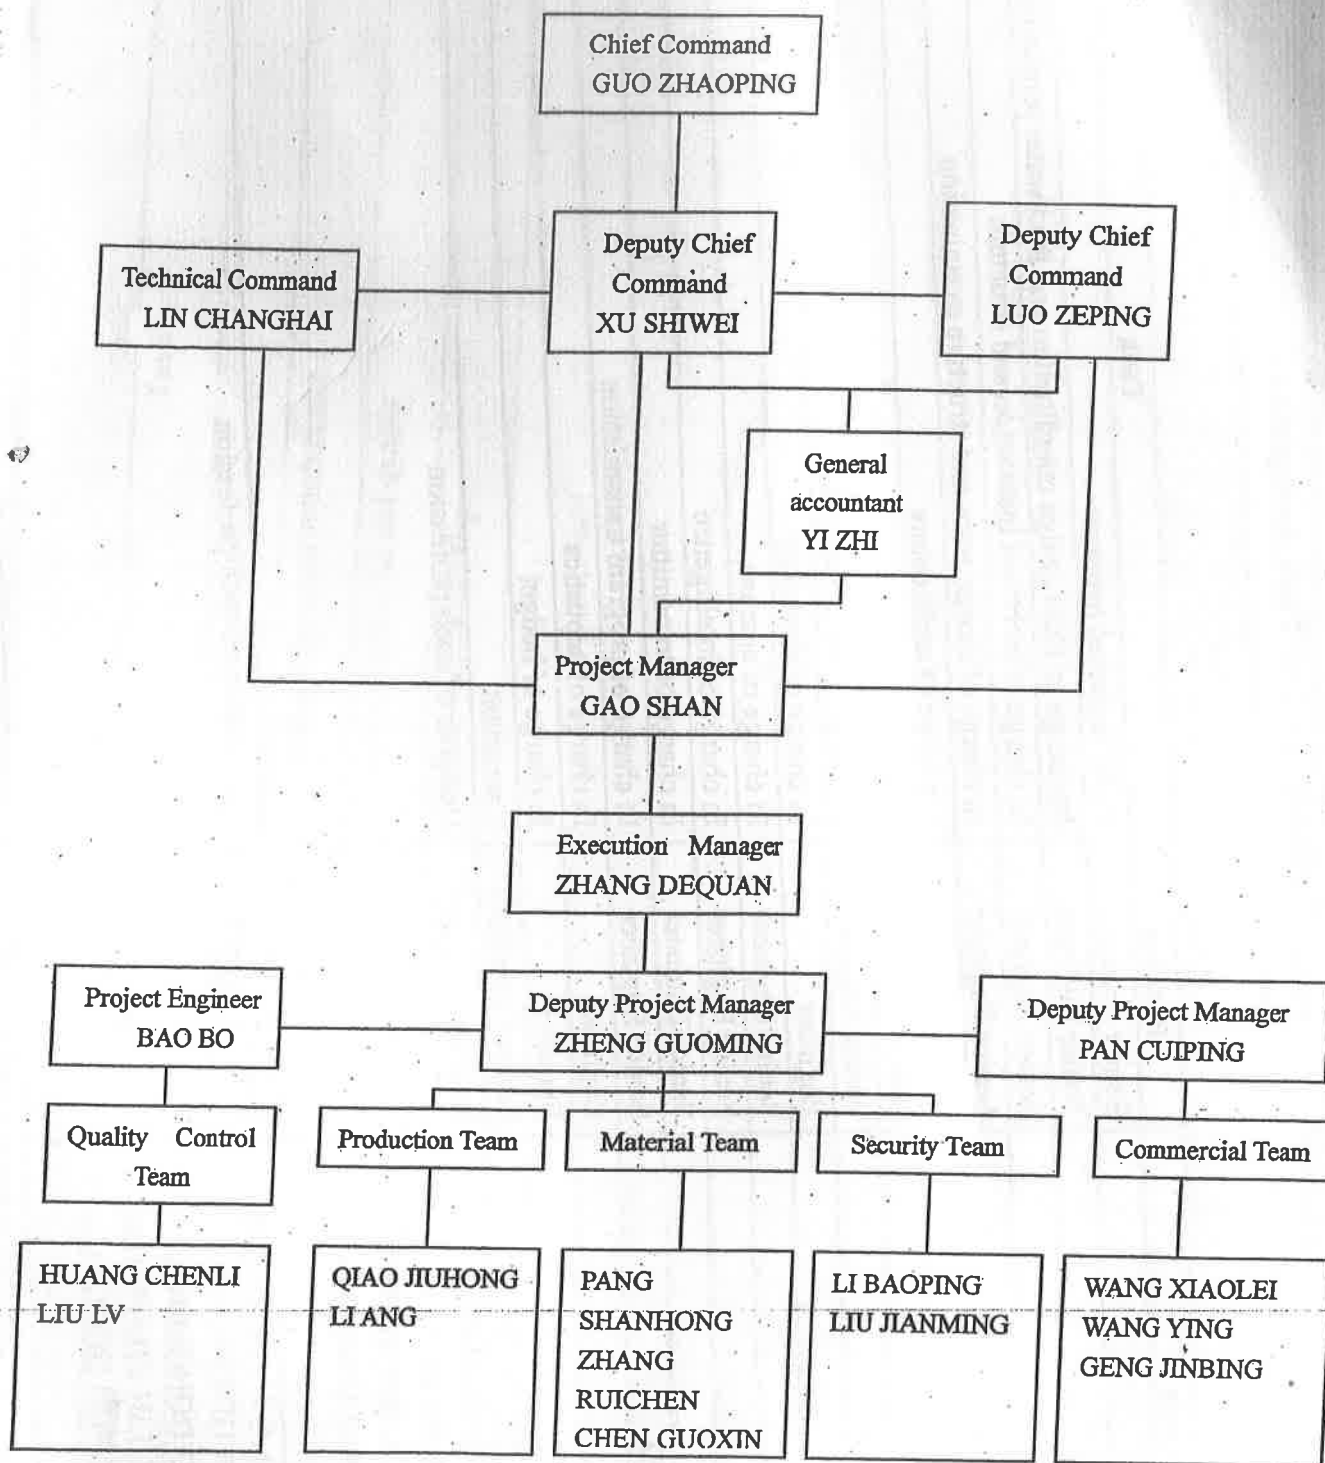 Chief Command
GUO ZHAOPING
Technical Command
LIN CHANGHAI
Deputy Chief
Command
XU SHIWEI
Deputy Chief
Command
LUO ZEPING
General
accountant
YI ZHI
Project Manager
GAO SHAN
Execution Manager
ZHANG DEQUAN
Project Engineer
BAO BO
Deputy Project Manager
ZHENG GUOMING
Deputy Project Manager
PAN CUIPING
Quality Control
Team
Production Team
Material Team
Security Team
Commercial Team
HUANG CHENLI
LIU LV
QIAO JIUHONG
LI ANG
PANG
SHANHONG
ZHANG
RUICHEN
CHEN GUOXIN
LI BAOPING
LIU JIANMING
WANG XIAOLEI
WANG YING
GENG JINBING